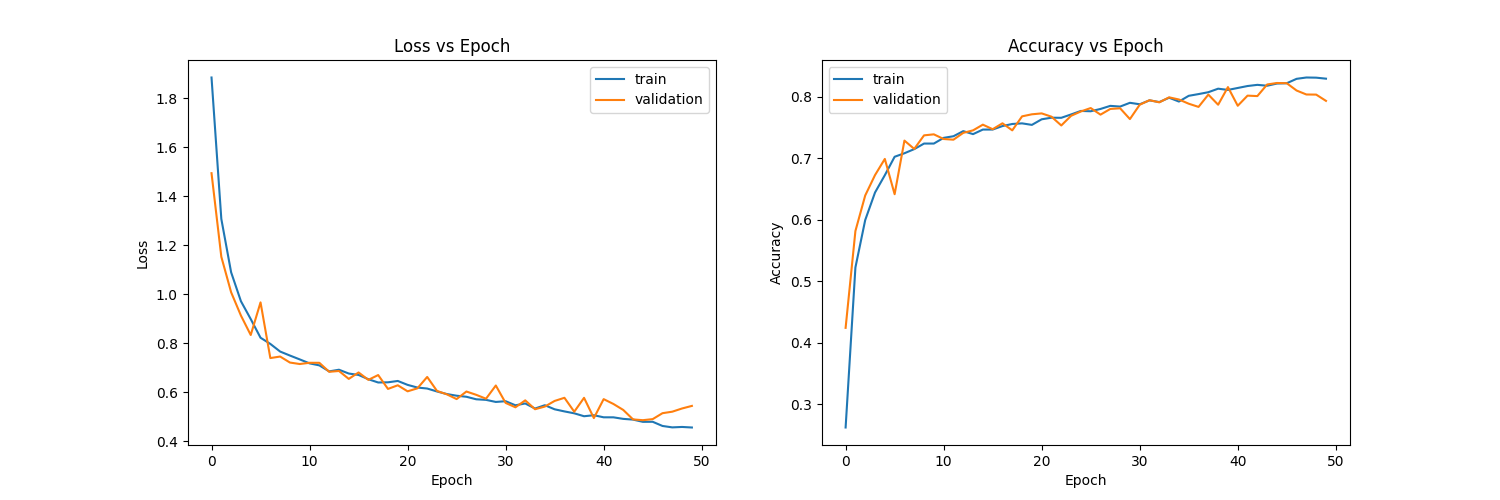 Loss vs Epoch
train
validation
1.8
1.6
1.4
1.2
1.0
0.8
0.6
0.4
Loss
0 10 20 30 40 50
Epoch
Accuracy vs Epoch
train
validation
0.8
0.7
0.6
0.5
0.4
0.3
Accuracy
0 10 20 30 40 50
Epoch